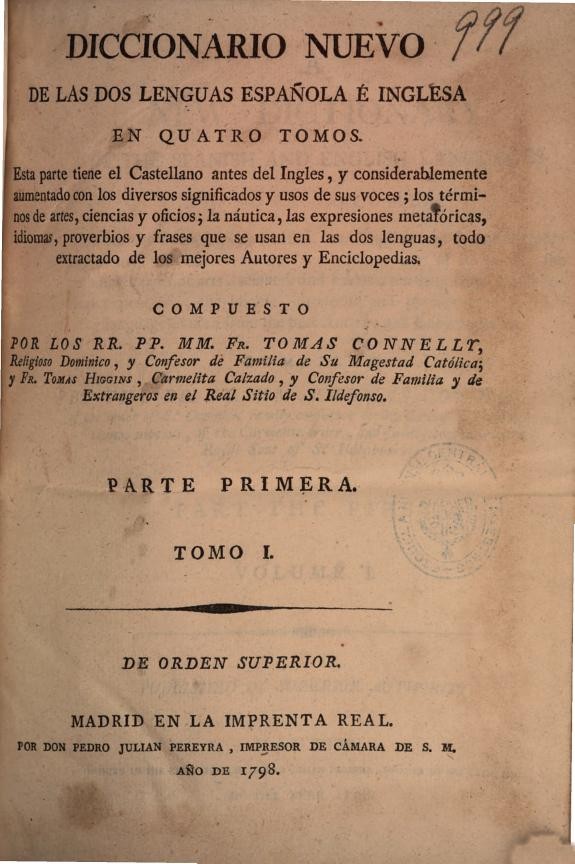 999
DICCIONARIO NUEVO
DE LAS DOS LENGUAS ESPAÑOLA É INGLESA
EN QUATRO TOMOS.
Esta parte tiene el Castellano antes del Ingles, y considerablemente
aumentado con los diversos significados y usos de sus voces; los térmi-
nos de artes, ciencias y oficios; la náutica, las expresiones metafóricas,
idiomas, proverbios y frases que se usan en las dos lenguas, todo
extractado de los mejores Autores y Enciclopedias.
COMPUESTO
POR LOS RR. PP. MM. FR. TOMAS CONNELLY,
Religioso Dominico, y Confesor de Familia de Su Magestad Católica;
y FR. TOMAS HIGGINS, Carmelita Calzado, y Confesor de Familia y de
Extrangeros en el Real Sitio de S. Ildefonso.
PARTE PRIMERA.
TOMO I.
DE ORDEN SUPERIOR.
MADRID EN LA IMPRENTA REAL.
POR DON PEDRO JULIAN PEREYRA, IMPRESOR DE CÁMARA DE S. M.
AÑO DE 1798.